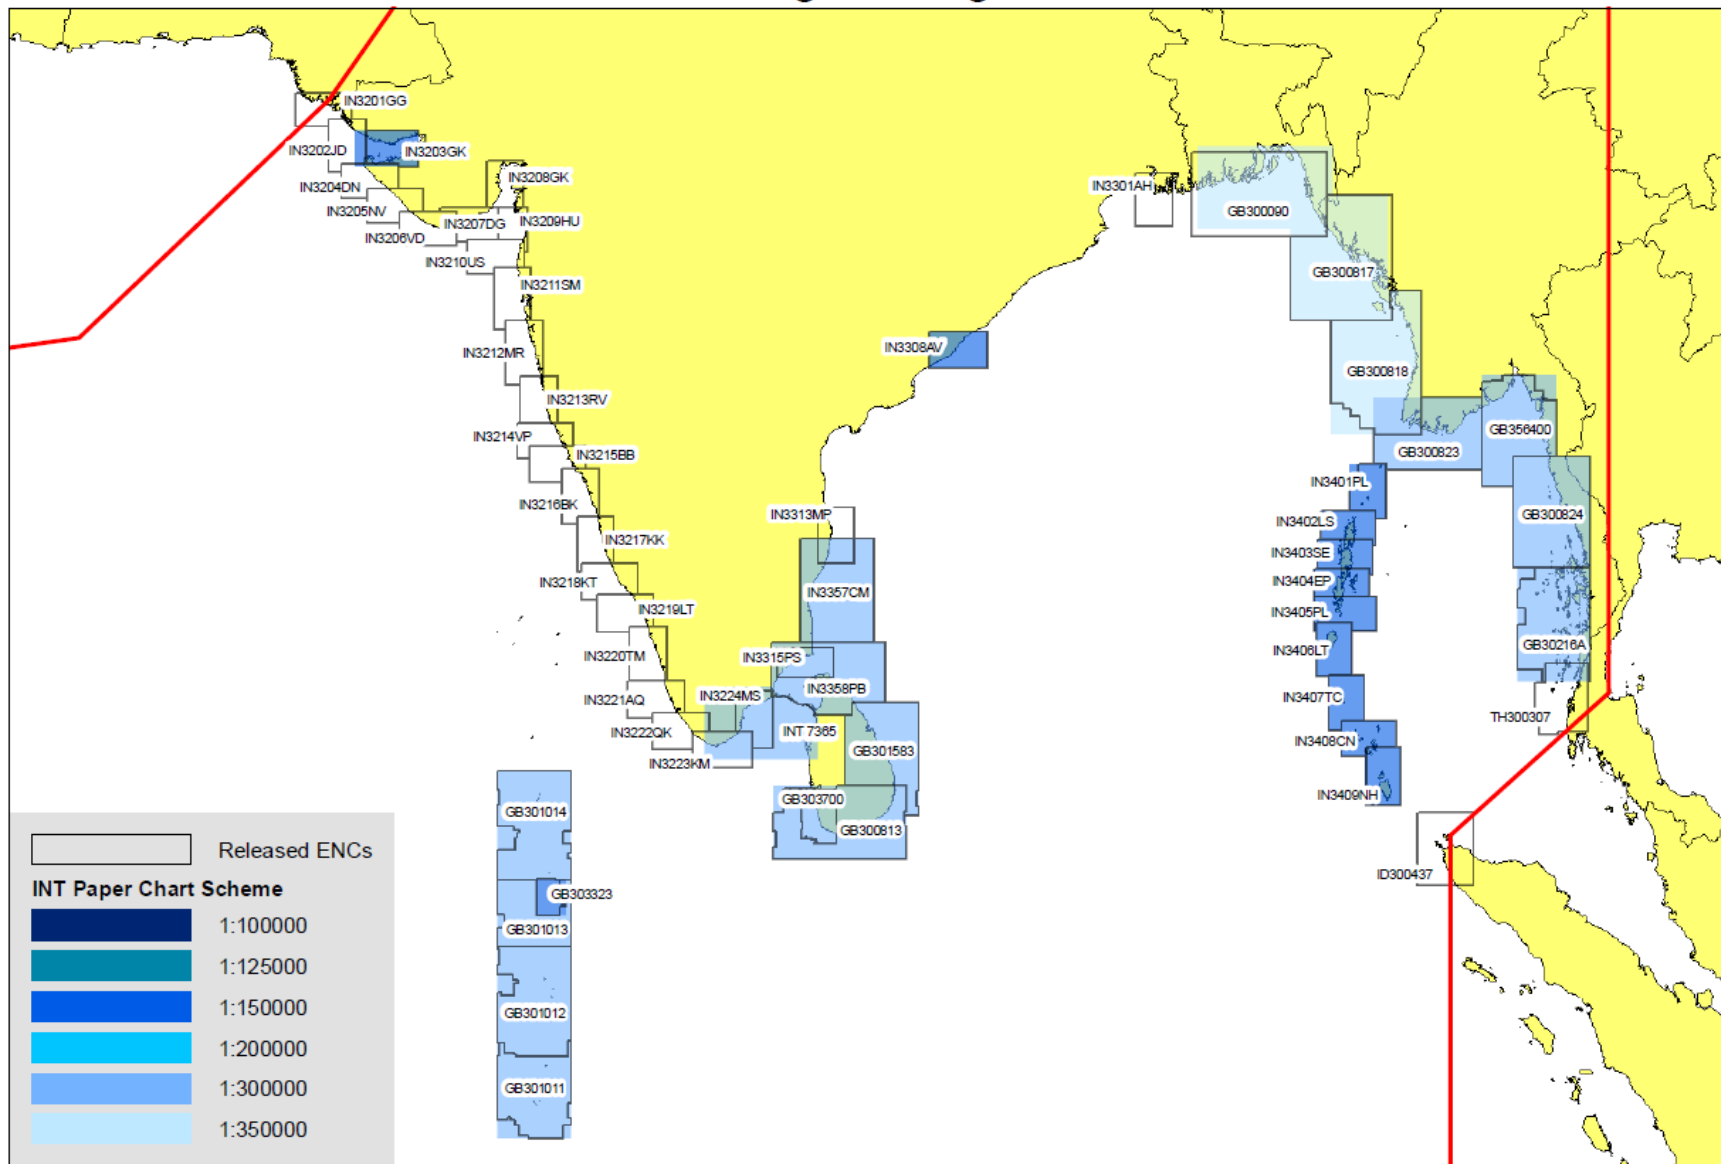 IN3201GG
IN3202JD
IN3203GK
IN3204DN
IN3205NV
IN3206VD
IN3207DG
IN3208GK
IN3209HU
IN3210US
IN3211SM
IN3212MR
IN3213RV
IN3214VP
IN3215BB
IN3216BK
IN3217KK
IN3218KT
IN3219LT
IN3220TM
IN3221AQ
IN3222QK
IN3223KM
IN3224MS
IN3301AH
IN3308AV
IN3313MP
IN3357CM
IN3315PS
IN3358PB
INT 7365
GB301583
GB303700
GB300813
GB300090
GB300817
GB300818
GB300823
GB356400
GB300824
GB30216A
TH300307
IN3401PL
IN3402LS
IN3403SE
IN3404EP
IN3405PL
IN3406LT
IN3407TC
IN3408CN
IN3409NH
ID300437
GB301014
GB303323
GB301013
GB301012
GB301011
Released ENCs
INT Paper Chart Scheme
1:100000
1:125000
1:150000
1:200000
1:300000
1:350000